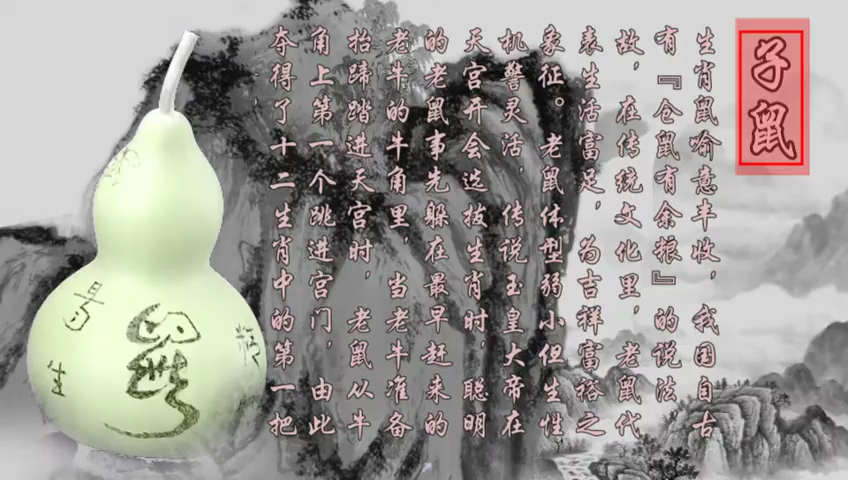 子鼠
生肖鼠喻意丰收，我国自古
有『仓鼠有余粮』的说法
故，在传统文化里，老鼠代
表生活富足，为吉祥富裕之
象征。老鼠体型弱小但生性
机警灵活，传说玉皇大帝在
天宫开会选拔生肖时，聪明
的老鼠事先躲在最早赶来的
老牛的牛角里，当老牛准备
抬蹄踏进天宫时，老鼠从牛
角上第一个跳进宫门，由此
夺得了十二生肖中的第一把
鼠
生